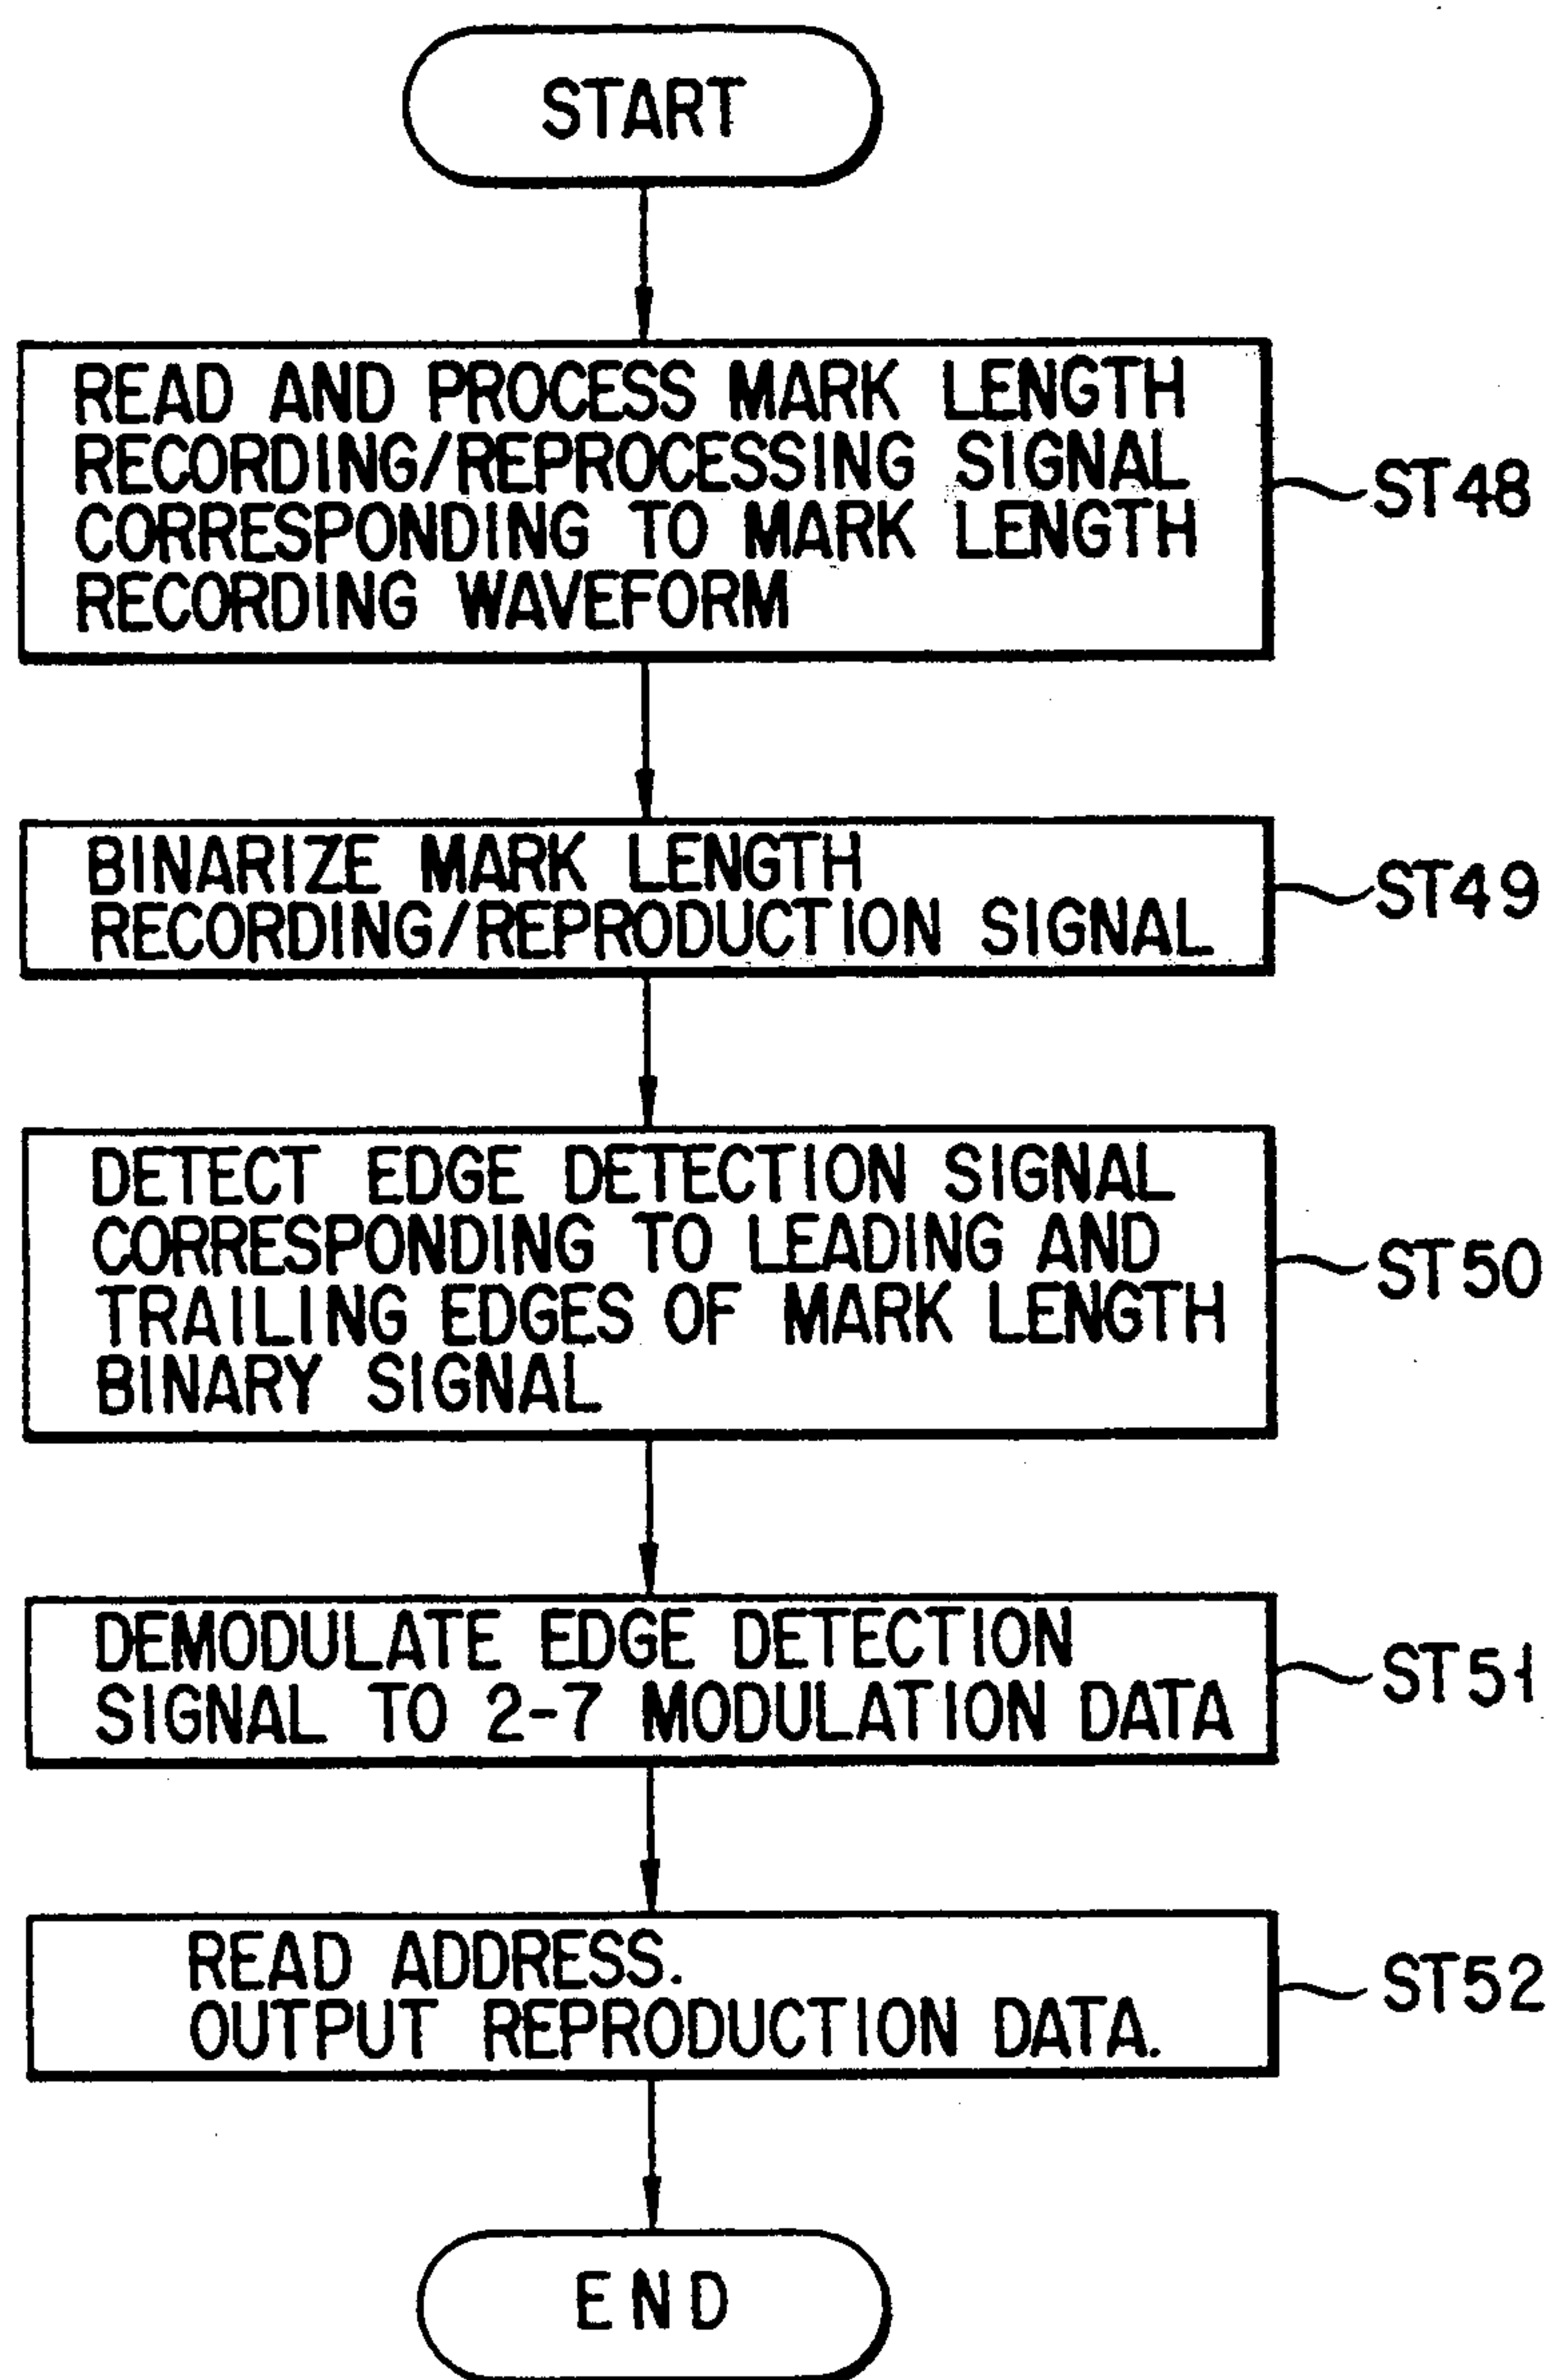 START
READ AND PROCESS MARK LENGTH
RECORDING/REPROCESSING SIGNAL
CORRESPONDING TO MARK LENGTH
RECORDING WAVEFORM
ST48
BINARIZE MARK LENGTH
RECORDING/REPRODUCTION SIGNAL
ST49
DETECT EDGE DETECTION SIGNAL
CORRESPONDING TO LEADING AND
TRAILING EDGES OF MARK LENGTH
BINARY SIGNAL
ST50
DEMODULATE EDGE DETECTION
SIGNAL TO 2-7 MODULATION DATA
ST51
READ ADDRESS.
OUTPUT REPRODUCTION DATA.
ST52
END